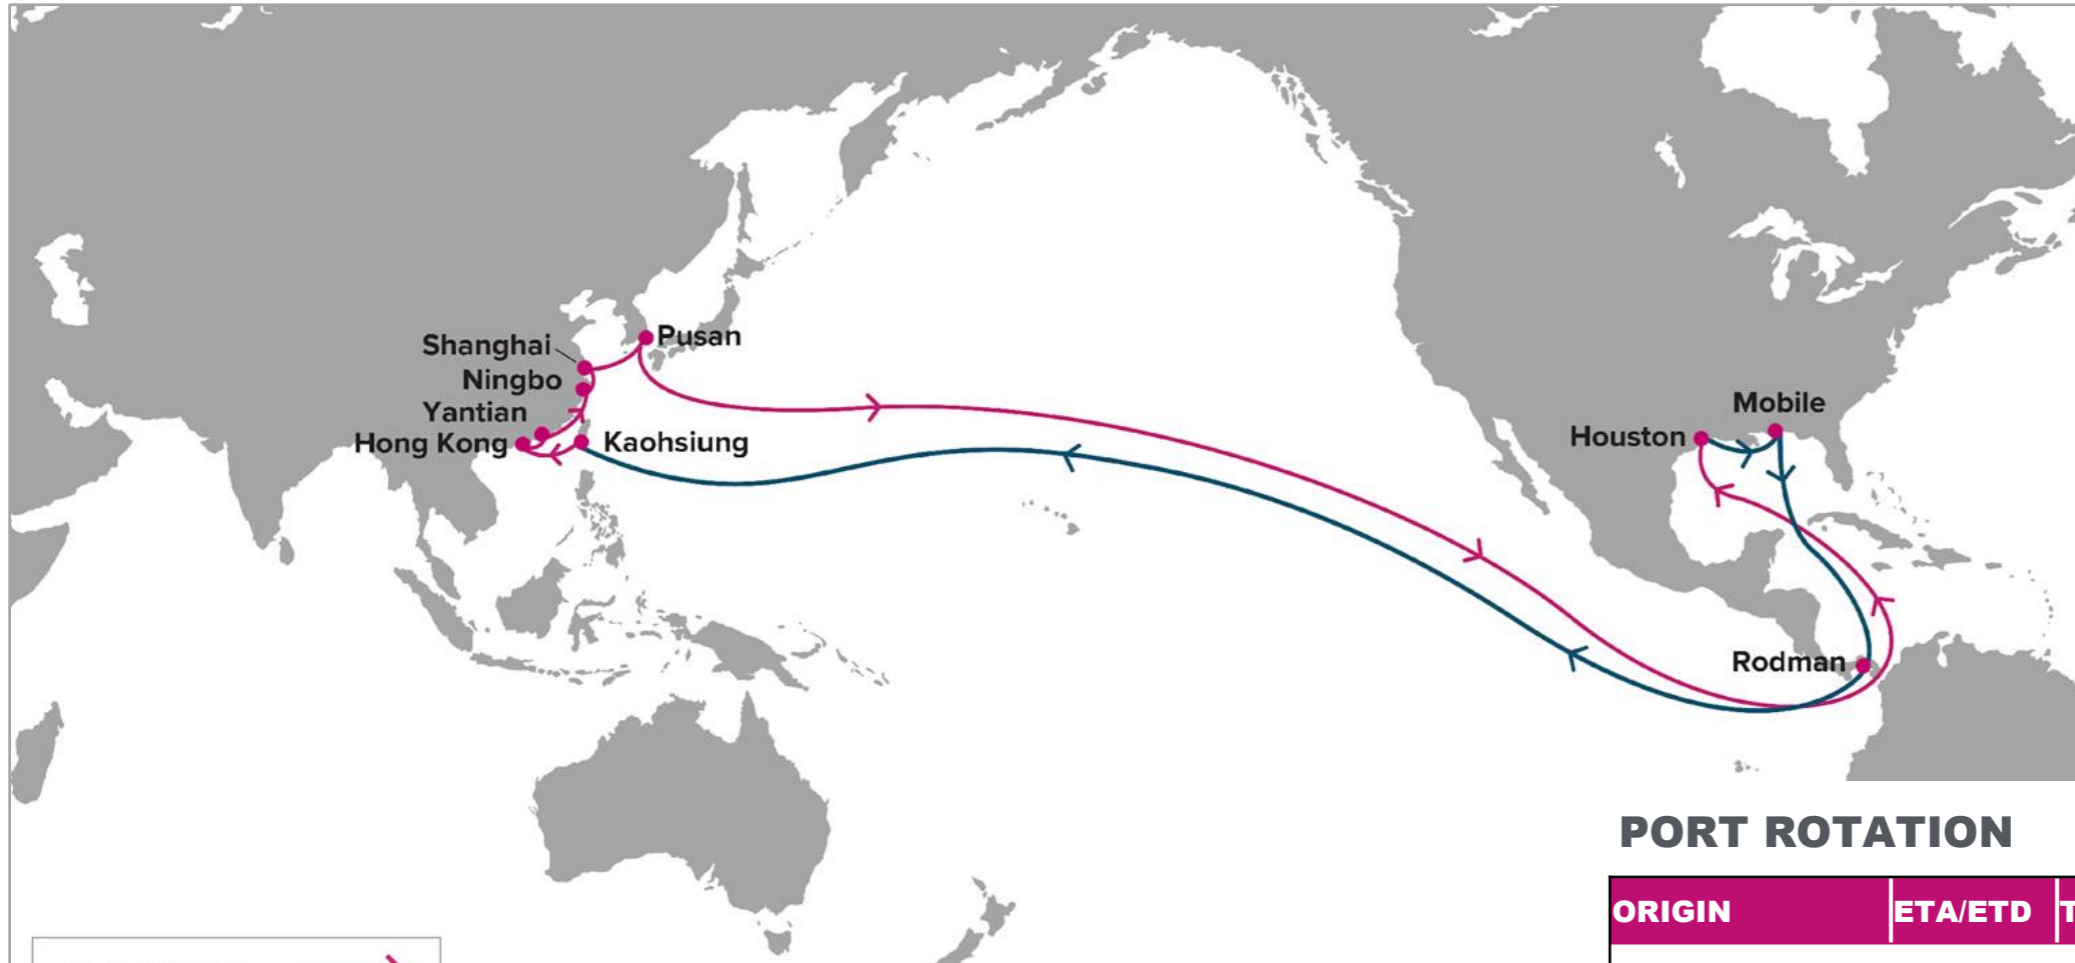 Shanghai
Pusan
Ningbo
Yantian
Hong Kong
Kaohsiung
Mobile
Houston
Rodman
PORT ROTATION
ORIGIN ETA/ETD T